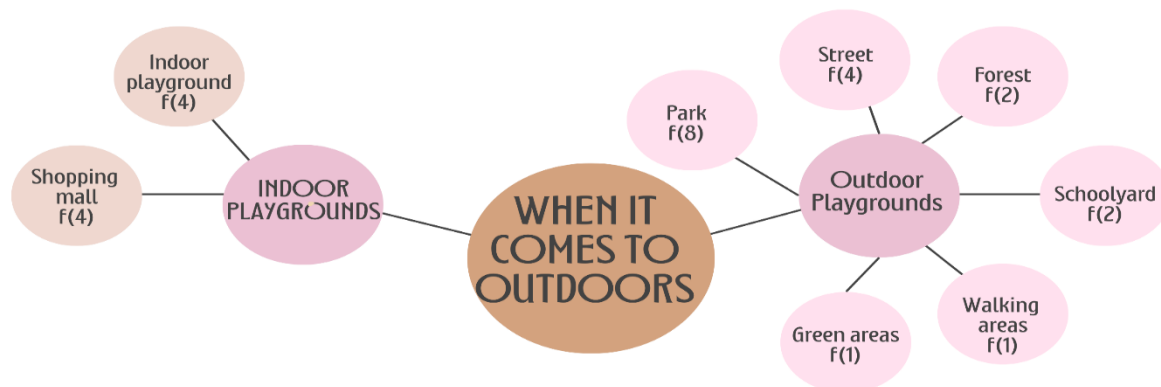 Indoor
playground
f(4)
Shopping
mall
f(4)
INDOOR
PLAYGROUNDS
WHEN IT
COMES TO
OUTDOORS
Park
f(8)
Street
f(4)
Forest
f(2)
Outdoor
Playgrounds
Schoolyard
f(2)
Green areas
f(1)
Walking
areas
f(1)